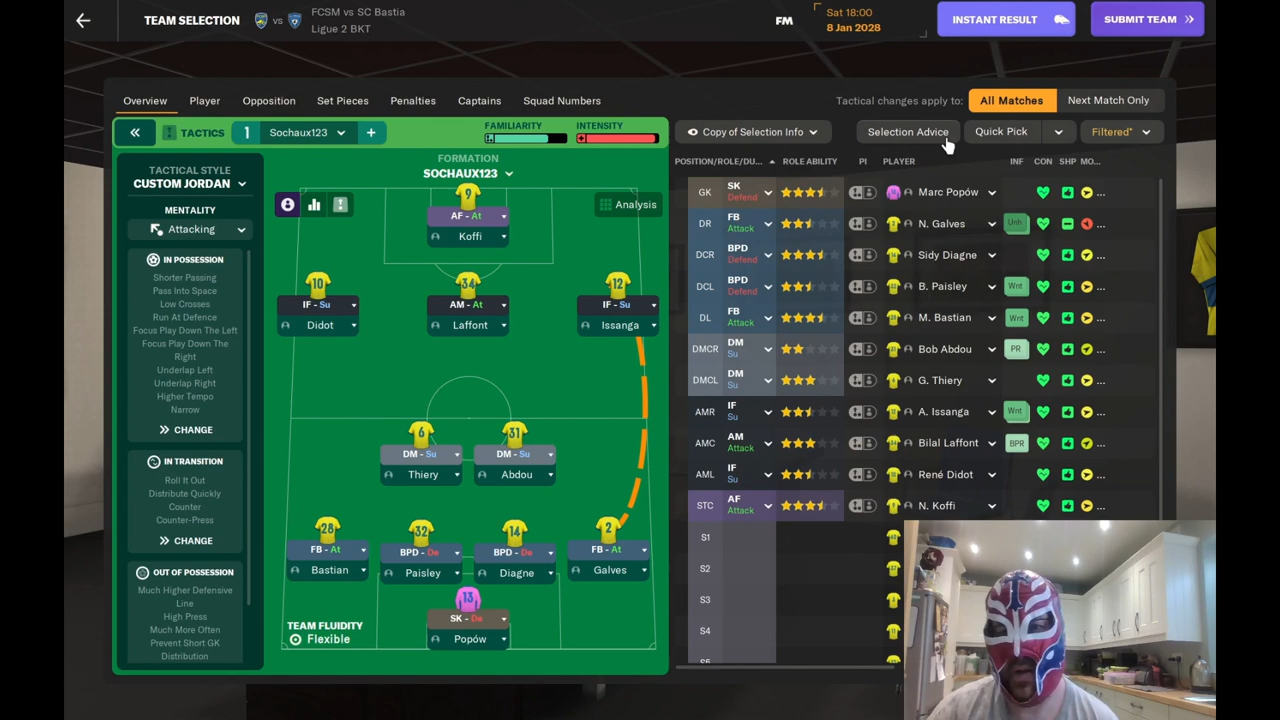 TEAM SELECTION
vs
FCSM vs SC Bastia
Ligue 2 BKT
FM
Sat 18:00
8 Jan 2028
INSTANT RESULT
SUBMIT TEAM
Overview
Player
Opposition
Set Pieces
Penalties
Captains
Squad Numbers
Tactical changes apply to:
All Matches
Next Match Only
TACTICS
1
Sochaux123
+
FAMILIARITY
INTENSITY
Copy of Selection Info
Selection Advice
Quick Pick
Filtered*
TACTICAL STYLE
CUSTOM JORDAN
MENTALITY
Attacking
IN POSSESSION
Shorter Passing
Pass Into Space
Low Crosses
Run At Defence
Focus Play Down The
Left
Focus Play Down The
Right
Underlap Left
Underlap Right
Higher Tempo
Narrow
CHANGE
IN TRANSITION
Roll It Out
Distribute Quickly
Counter
Counter-Press
CHANGE
OUT OF POSSESSION
Much Higher Defensive
Line
High Press
Much More Often
Prevent Short GK
Distribution
FORMATION
SOCHAUX123
Analysis
9
AF - At
Koffi
10
IF - Su
Didot
34
AM - At
Laffont
12
IF - Su
Issanga
6
DM - Su
Thiery
31
DM - Su
Abdou
28
FB - At
Bastian
32
BPD - De
Paisley
14
BPD - De
Diagne
2
FB - At
Galves
13
SK - De
Popów
TEAM FLUIDITY
Flexible
POSITION/ROLE/DU... ROLE ABILITY PI PLAYER INF CON SHP MO...
GK SK Defend Marc Popów ...
DR FB Attack N. Galves Unh ...
DCR BPD Defend Sidy Diagne ...
DCL BPD Defend B. Paisley Wnt ...
DL FB Attack M. Bastian Wnt ...
DMCR DM Su Bob Abdou PR ...
DMCL DM Su G. Thiery ...
AMR IF Su A. Issanga Wnt ...
AMC AM Attack Bilal Laffont BPR ...
AML IF Su René Didot ...
STC AF Attack N. Koffi ...
S1
S2
S3
S4